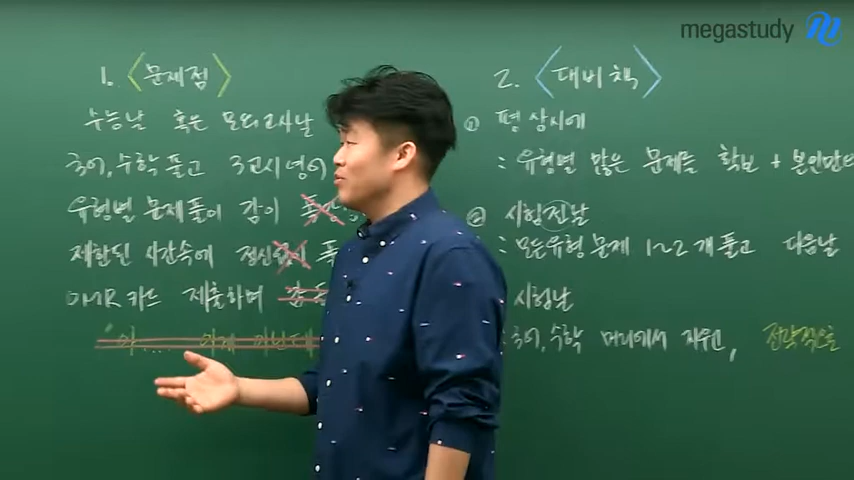 megastudy
1. <문제점>
수능날 혹은 모의고사날
국어, 수학 풀고 3교시 영어
유형별 문제풀이 감이
제한된 시간속에 정신없이
OMR 카드 제출하며
2. <대비책>
① 평상시에
: 유형별 많은 문제를 확보 + 본인만의
② 시험전날
: 모든유형 문제 1~2개 풀고 다음날
시험날
국어, 수학 머리에서 지워, 전략적으로